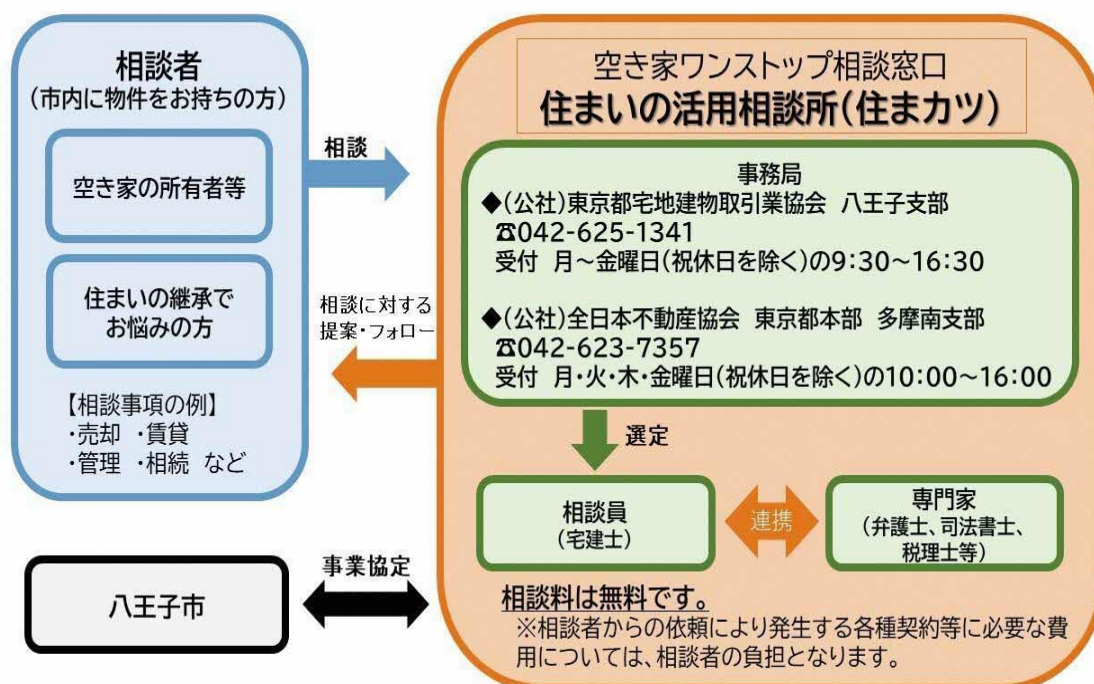 相談者
(市内に物件をお持ちの方)
空き家の所有者等
住まいの継承で
お悩みの方
【相談事項の例】
・売却 ・賃貸
・管理 ・相続 など
相談
相談に対する
提案・フォロー
空き家ワンストップ相談窓口
住まいの活用相談所(住まカツ)
事務局
◆(公社)東京都宅地建物取引業協会 八王子支部
☎042-625-1341
受付 月～金曜日(祝休日を除く)の9:30～16:30
◆(公社)全日本不動産協会 東京都本部 多摩南支部
☎042-623-7357
受付 月・火・木・金曜日(祝休日を除く)の10:00～16:00
選定
相談員
(宅建士)
連携
専門家
(弁護士、司法書士、
税理士等)
相談料は無料です。
※相談者からの依頼により発生する各種契約等に必要な費
用については、相談者の負担となります。
八王子市
事業協定